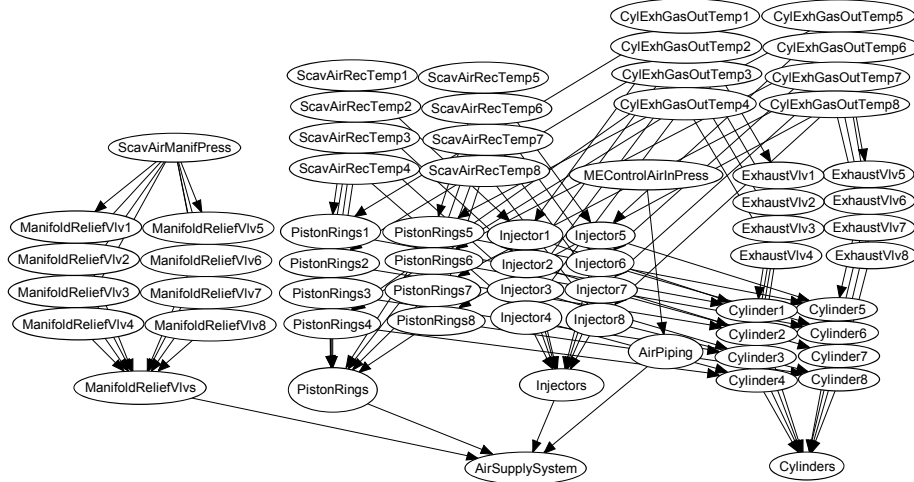 CylExhGasOutTemp1
CylExhGasOutTemp5
CylExhGasOutTemp2
CylExhGasOutTemp6
ScavAirRecTemp1
ScavAirRecTemp5
CylExhGasOutTemp3
CylExhGasOutTemp7
ScavAirRecTemp2
ScavAirRecTemp6
CylExhGasOutTemp4
CylExhGasOutTemp8
ScavAirRecTemp3
ScavAirRecTemp7
ScavAirManifPress
ScavAirRecTemp4
ScavAirRecTemp8
MEControlAirInPress
ExhaustVlv1
ExhaustVlv5
ExhaustVlv2
ExhaustVlv6
ManifoldReliefVlv1
ManifoldReliefVlv5
PistonRings1
PistonRings5
Injector1
Injector5
ExhaustVlv3
ExhaustVlv7
ManifoldReliefVlv2
ManifoldReliefVlv6
PistonRings2
PistonRings6
Injector2
Injector6
ExhaustVlv4
ExhaustVlv8
ManifoldReliefVlv3
ManifoldReliefVlv7
PistonRings3
PistonRings7
Injector3
Injector7
Cylinder1
Cylinder5
ManifoldReliefVlv4
ManifoldReliefVlv8
PistonRings4
PistonRings8
Injector4
Injector8
Cylinder2
Cylinder6
AirPiping
Cylinder3
Cylinder7
ManifoldReliefVlvs
PistonRings
Injectors
Cylinder4
Cylinder8
AirSupplySystem
Cylinders